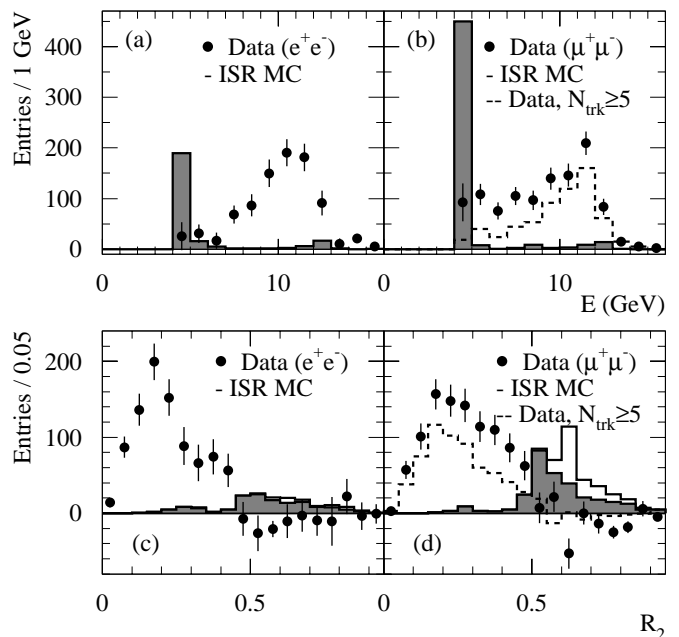 Entries / 1 GeV
400
300
200
100
0
(a)
Data (e⁺e⁻)
- ISR MC
(b)
Data (μ⁺μ⁻)
- ISR MC
-- Data, N_trk≥5
0
10
0
10
E (GeV)
Entries / 0.05
200
100
0
Data (e⁺e⁻)
- ISR MC
(c)
Data (μ⁺μ⁻)
- ISR MC
-- Data, N_trk≥5
(d)
0
0.5
0
0.5
R₂